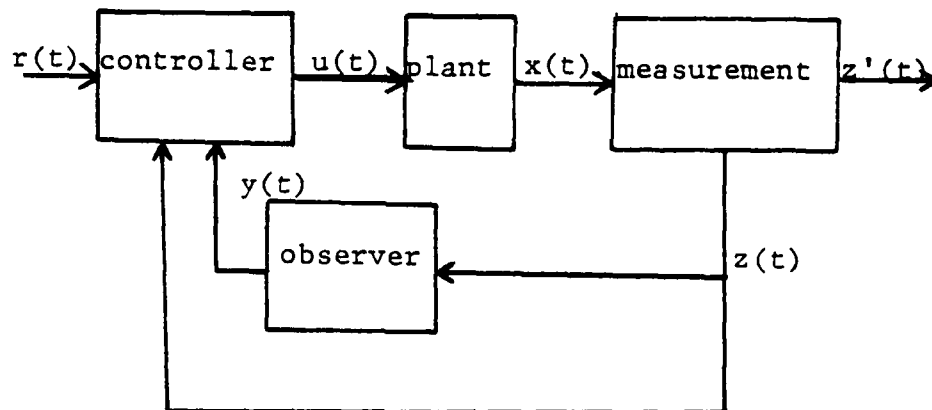 r(t) controller u(t) plant x(t) measurement z'(t)
y(t)
observer z(t)